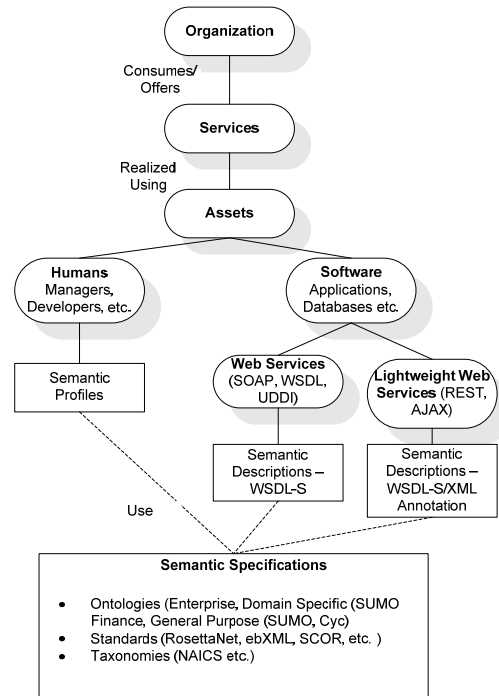 Organization
Consumes/
Offers
Services
Realized
Using
Assets
Humans
Managers,
Developers, etc.
Software
Applications,
Databases etc.
Semantic
Profiles
Web Services
(SOAP, WSDL,
UDDI)
Lightweight Web
Services (REST,
AJAX)
Semantic
Descriptions –
WSDL-S
Semantic
Descriptions –
WSDL-S/XML
Annotation
Use
Semantic Specifications
• Ontologies (Enterprise, Domain Specific (SUMO
Finance, General Purpose (SUMO, Cyc)
• Standards (RosettaNet, ebXML, SCOR, etc. )
• Taxonomies (NAICS etc.)